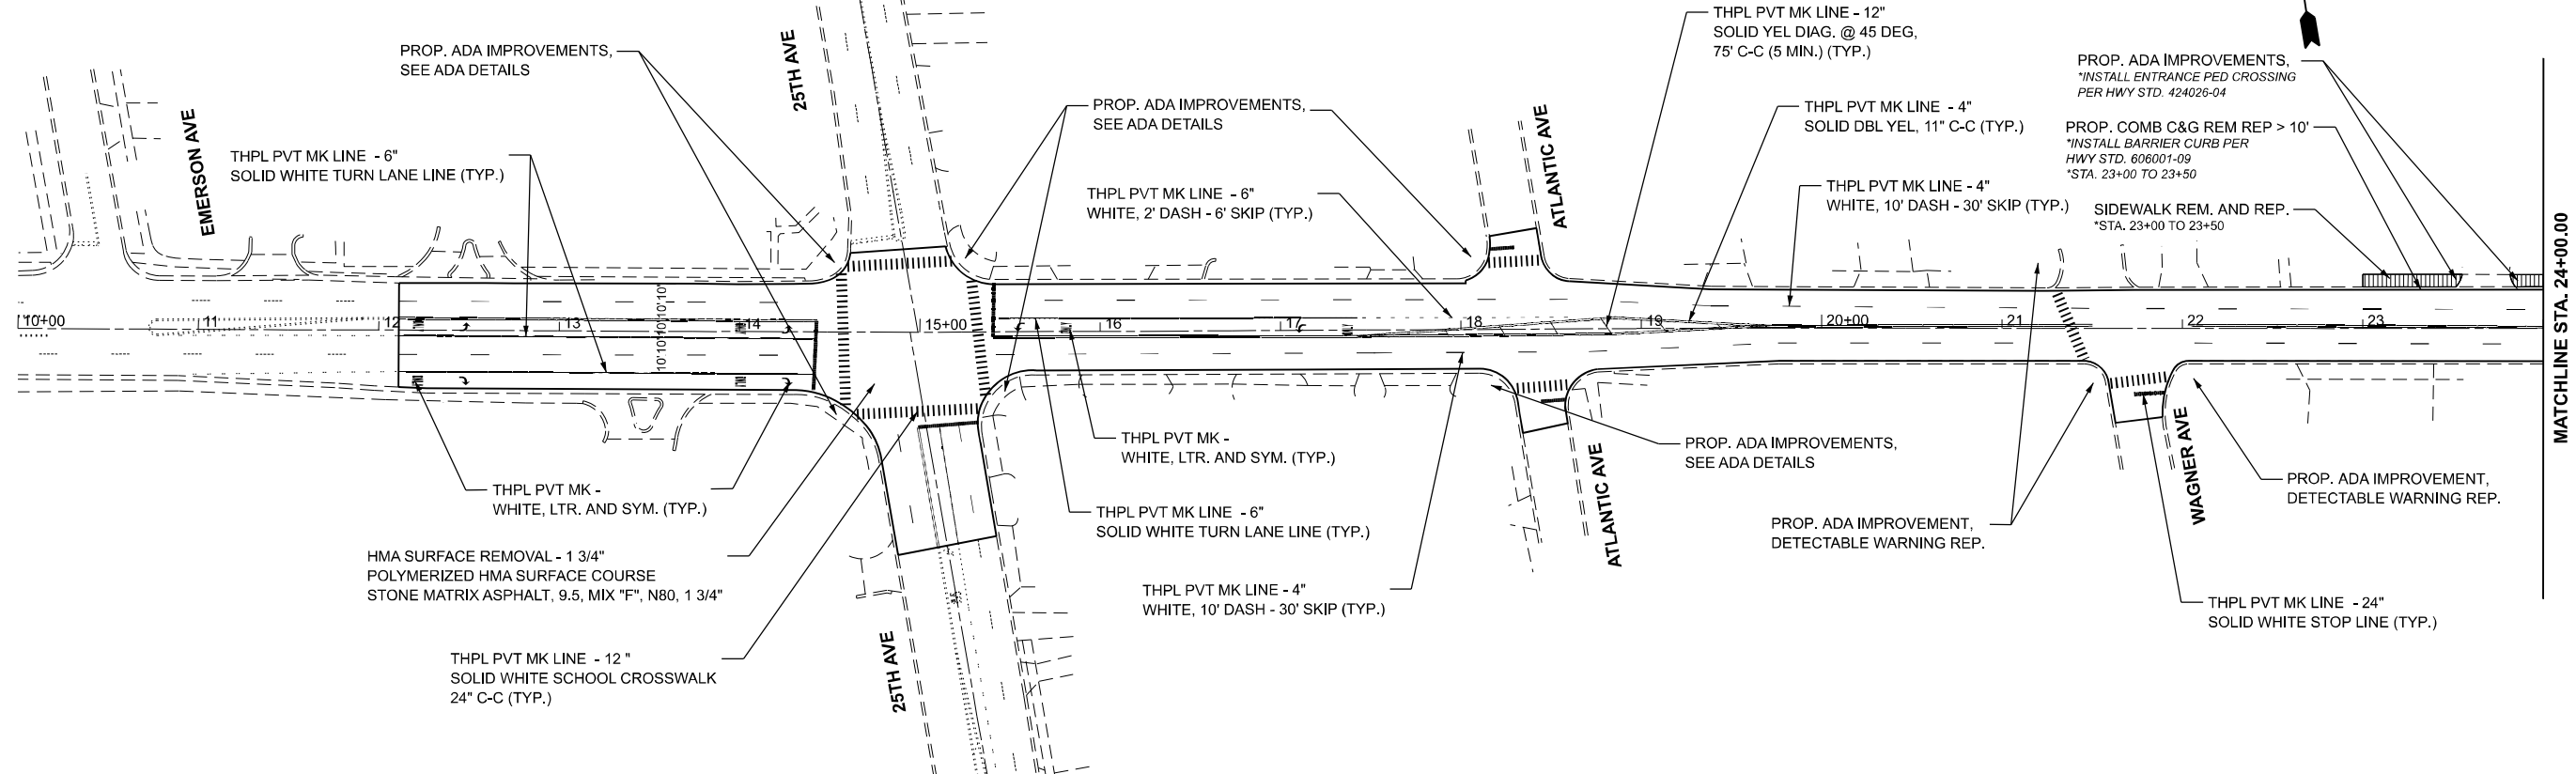 THPL PVT MK LINE - 12"
SOLID YEL DIAG. @ 45 DEG,
75' C-C (5 MIN.) (TYP.)
PROP. ADA IMPROVEMENTS,
SEE ADA DETAILS
25TH AVE
PROP. ADA IMPROVEMENTS,
*INSTALL ENTRANCE PED CROSSING
PER HWY STD. 424026-04
PROP. ADA IMPROVEMENTS,
SEE ADA DETAILS
THPL PVT MK LINE - 4"
SOLID DBL YEL, 11" C-C (TYP.)
PROP. COMB C&G REM REP > 10'
*INSTALL BARRIER CURB PER
HWY STD. 606001-09
*STA. 23+00 TO 23+50
EMERSON AVE
ATLANTIC AVE
THPL PVT MK LINE - 6"
SOLID WHITE TURN LANE LINE (TYP.)
THPL PVT MK LINE - 6"
WHITE, 2' DASH - 6' SKIP (TYP.)
THPL PVT MK LINE - 4"
WHITE, 10' DASH - 30' SKIP (TYP.)
SIDEWALK REM. AND REP.
*STA. 23+00 TO 23+50
MATCHLINE STA. 24+00.00
10'10'
10'10'10'10'
10+00
11
12
13
14
15+00
16
17
18
19
20+00
21
22
23
THPL PVT MK -
WHITE, LTR. AND SYM. (TYP.)
THPL PVT MK -
WHITE, LTR. AND SYM. (TYP.)
PROP. ADA IMPROVEMENTS,
SEE ADA DETAILS
ATLANTIC AVE
WAGNER AVE
PROP. ADA IMPROVEMENT,
DETECTABLE WARNING REP.
THPL PVT MK LINE - 6"
SOLID WHITE TURN LANE LINE (TYP.)
PROP. ADA IMPROVEMENT,
DETECTABLE WARNING REP.
HMA SURFACE REMOVAL - 1 3/4"
POLYMERIZED HMA SURFACE COURSE
STONE MATRIX ASPHALT, 9.5, MIX "F", N80, 1 3/4"
THPL PVT MK LINE - 4"
WHITE, 10' DASH - 30' SKIP (TYP.)
THPL PVT MK LINE - 24"
SOLID WHITE STOP LINE (TYP.)
THPL PVT MK LINE - 12 "
SOLID WHITE SCHOOL CROSSWALK
24" C-C (TYP.)
25TH AVE